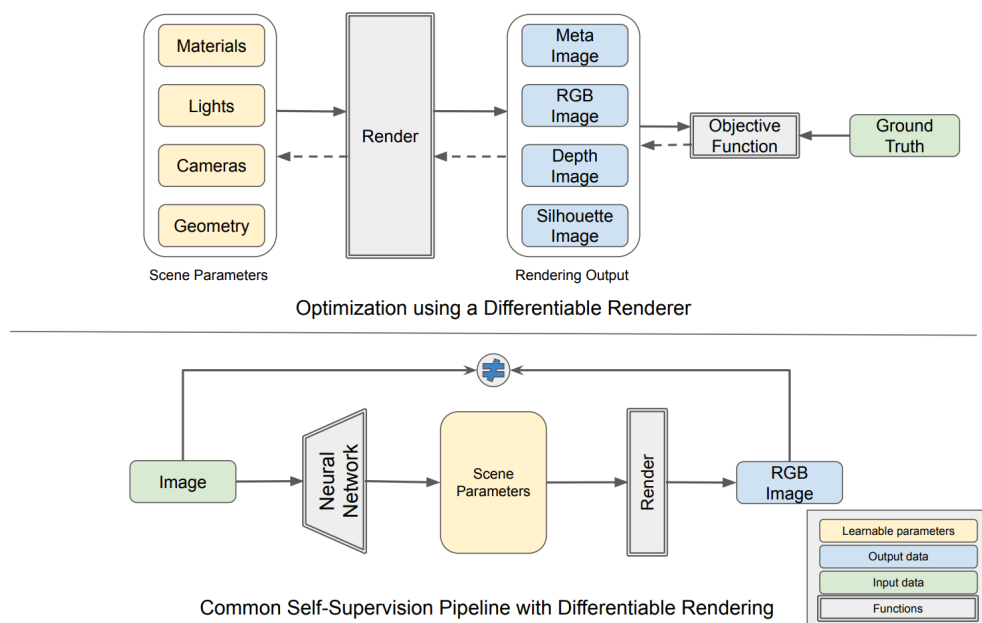 Materials
Lights
Cameras
Geometry
Scene Parameters
Render
Meta
Image
RGB
Image
Depth
Image
Silhouette
Image
Rendering Output
Objective
Function
Ground
Truth
Optimization using a Differentiable Renderer
≠
Image
Neural
Network
Scene
Parameters
Render
RGB
Image
Learnable parameters
Output data
Input data
Functions
Common Self-Supervision Pipeline with Differentiable Rendering